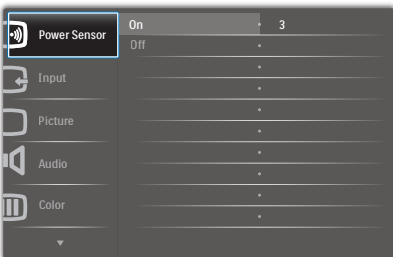 Power Sensor
On 3
Off
Input
Picture
Audio
Color